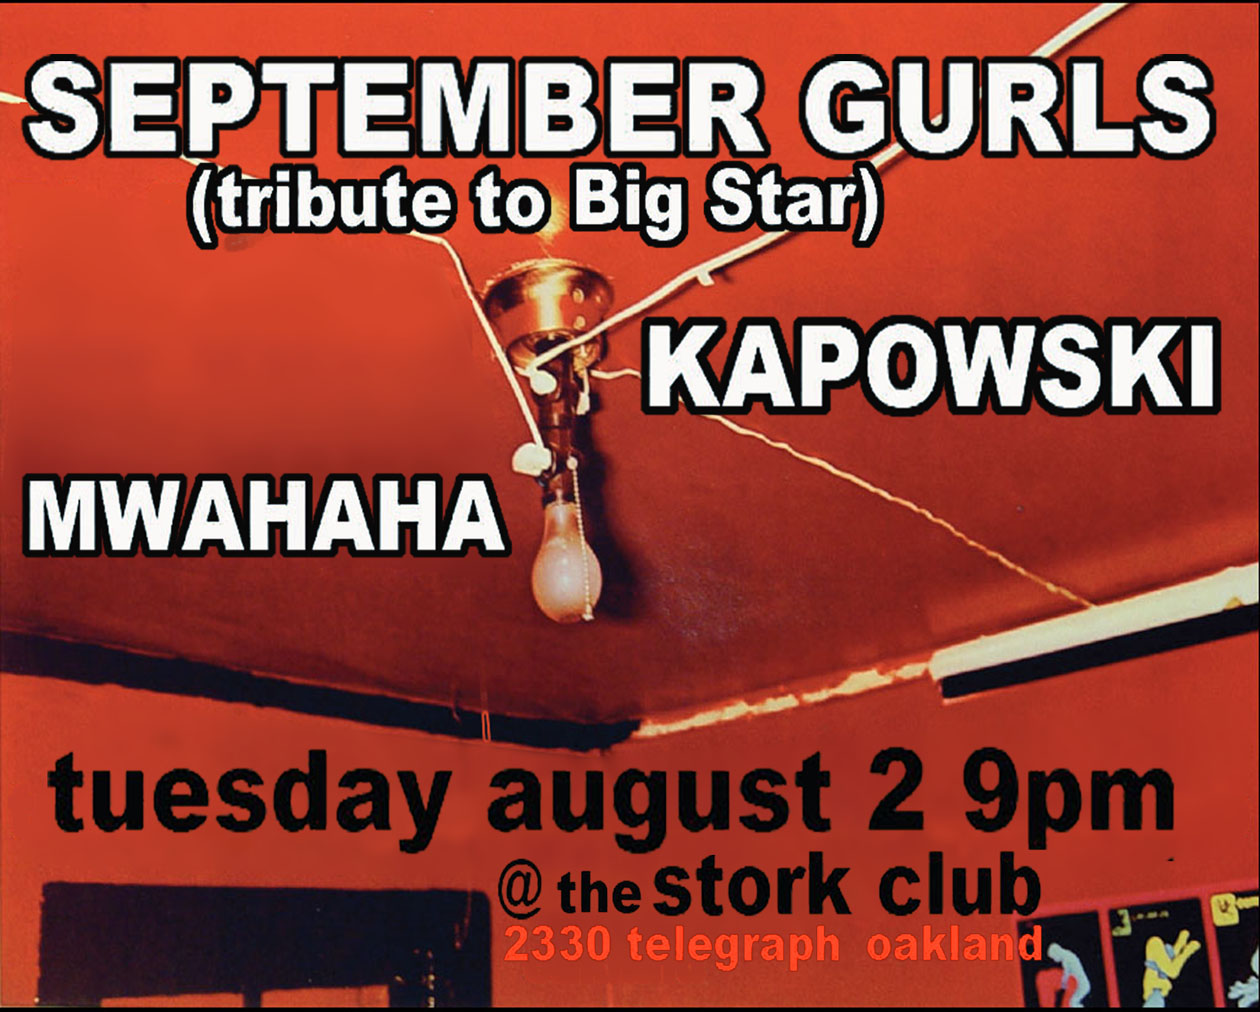 SEPTEMBER GURLS
(tribute to Big Star)
KAPOWSKI
MWAHAHA
tuesday august 2 9pm
@ the stork club
2330 telegraph oakland